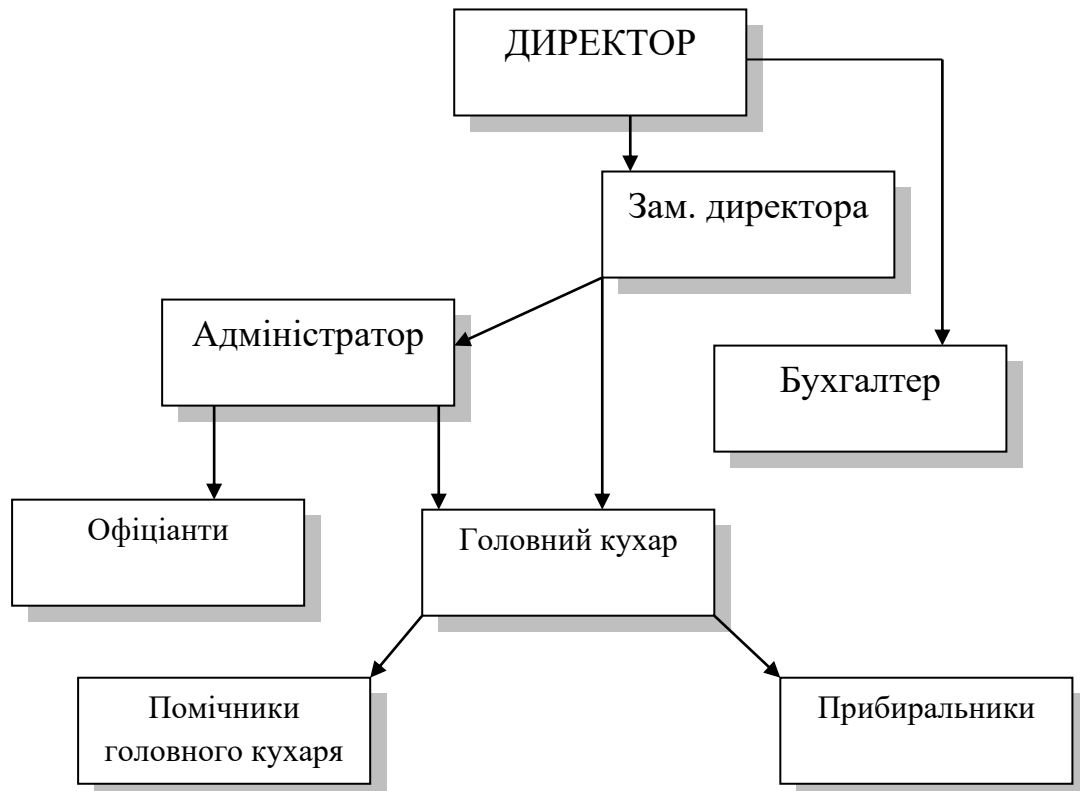 ДИРЕКТОР
Зам. директора
Адміністратор
Бухгалтер
Офіціанти
Головний кухар
Помічники
головного кухаря
Прибиральники